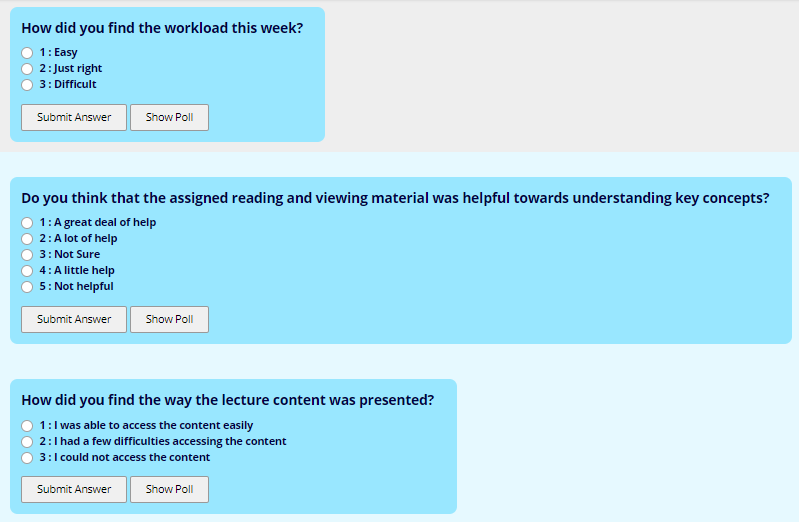 How did you find the workload this week?
1 : Easy
2 : Just right
3 : Difficult
Submit Answer Show Poll
Do you think that the assigned reading and viewing material was helpful towards understanding key concepts?
1 : A great deal of help
2 : A lot of help
3 : Not Sure
4 : A little help
5 : Not helpful
Submit Answer Show Poll
How did you find the way the lecture content was presented?
1 : I was able to access the content easily
2 : I had a few difficulties accessing the content
3 : I could not access the content
Submit Answer Show Poll